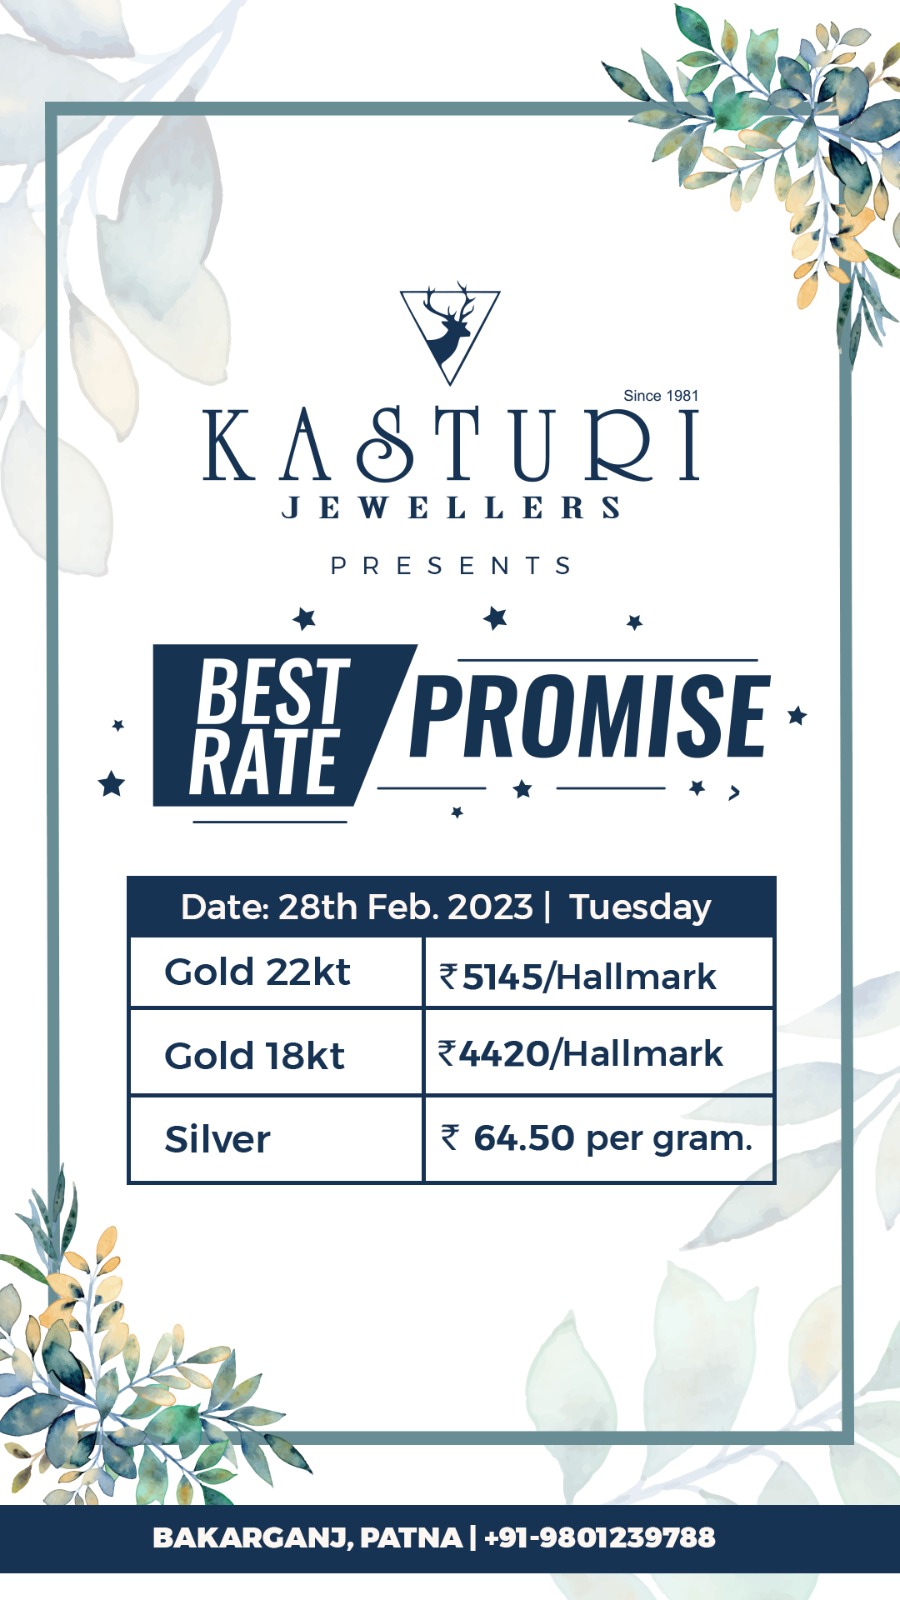 Since 1981
KASTURI
JEWELLERS
PRESENTS
BEST
RATE
PROMISE
Date: 28th Feb. 2023 | Tuesday
Gold 22kt ₹5145/Hallmark
Gold 18kt ₹4420/Hallmark
Silver ₹ 64.50 per gram.
BAKARGANJ, PATNA | +91-9801239788